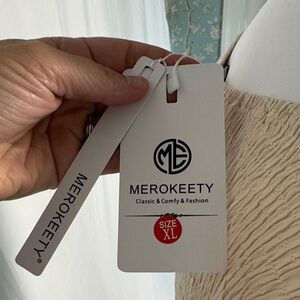 MEROKEETY®
ME
MEROKEETY
Classic & Comfy & Fashion
SIZE
XL